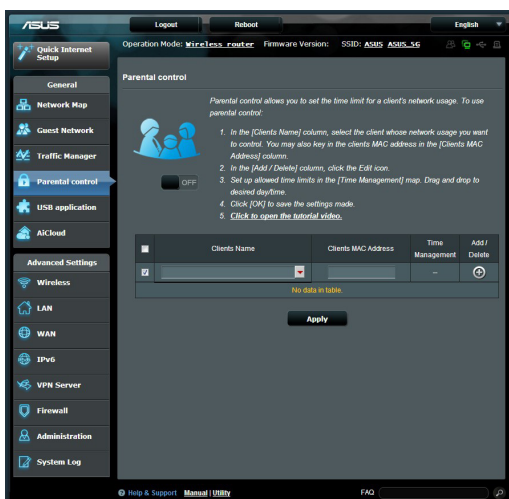 ASUS
Logout
Reboot
English
Quick Internet
Setup
Operation Mode: Wireless router Firmware Version: SSID: ASUS ASUS_5G
General
Network Map
Guest Network
Traffic Manager
Parental control
USB application
AiCloud
Advanced Settings
Wireless
LAN
WAN
IPv6
VPN Server
Firewall
Administration
System Log
Parental control
Parental control allows you to set the time limit for a client's network usage. To use
parental control:
1. In the [Clients Name] column, select the client whose network usage you want
to control. You may also key in the clients MAC address in the [Clients MAC
Address] column.
2. In the [Add / Delete] column, click the Edit icon.
3. Set up allowed time limits in the [Time Management] map. Drag and drop to
desired day/time.
4. Click [OK] to save the settings made.
5. Click to open the tutorial video.
OFF
Clients Name
Clients MAC Address
Time
Management
Add /
Delete
--
No data in table.
Apply
Help & Support Manual | Utility
FAQ